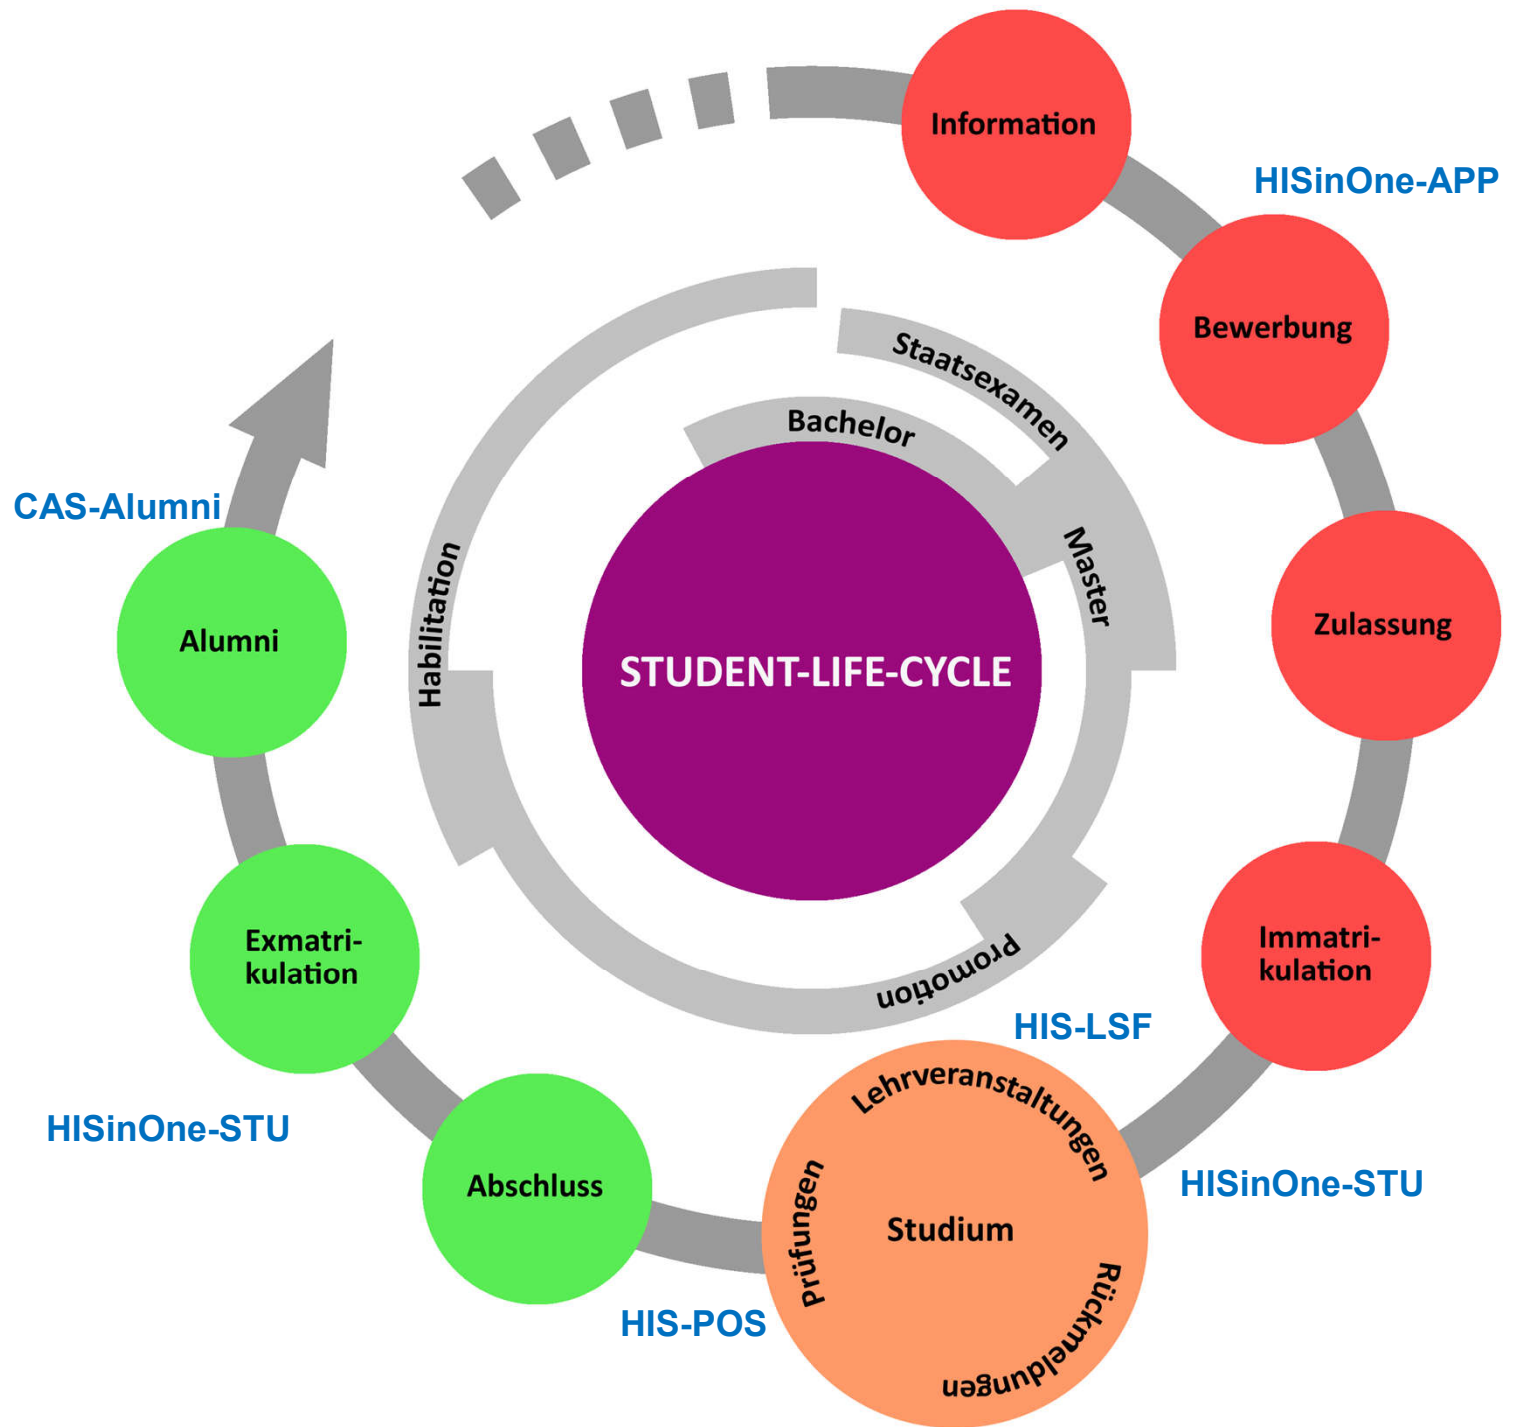 Information
HISinOne-APP
Bewerbung
Zulassung
Immatri-
kulation
HISinOne-STU
HIS-LSF
Lehrveranstaltungen
Studium
Rückmeldungen
Prüfungen
HIS-POS
Abschluss
HISinOne-STU
Exmatri-
kulation
Alumni
CAS-Alumni
Staatsexamen
Bachelor
Master
Promotion
Habilitation
STUDENT-LIFE-CYCLE